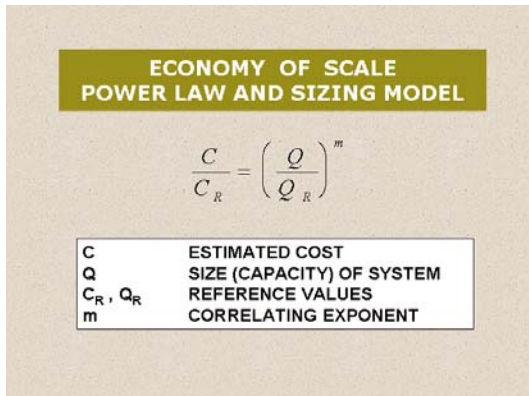 ECONOMY OF SCALE
POWER LAW AND SIZING MODEL
C / C_R = (Q / Q_R)^m
C ESTIMATED COST
Q SIZE (CAPACITY) OF SYSTEM
C_R , Q_R REFERENCE VALUES
m CORRELATING EXPONENT